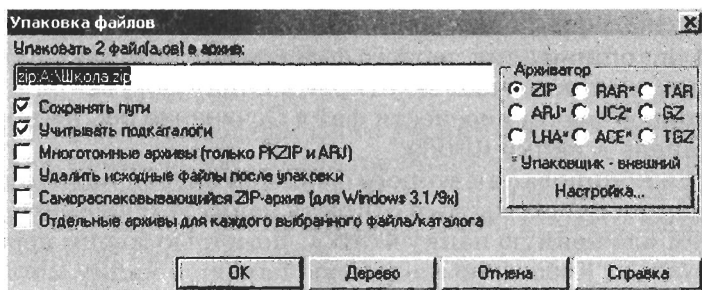 Упаковка файлов
Упаковать 2 файл(а,ов) в архив:
zip:A:\Школа.zip
Сохранять пути
Учитывать подкаталоги
Многотомные архивы (только PKZIP и ARJ)
Удалить исходные файлы после упаковки
Самораспаковывающийся ZIP-архив (для Windows 3.1/9x)
Отдельные архивы для каждого выбранного файла/каталога
Архиватор
ZIP RAR* TAR
ARJ* UC2* GZ
LHA* ACE* TGZ
* Упаковщик - внешний
Настройка...
OK Дерево Отмена Справка